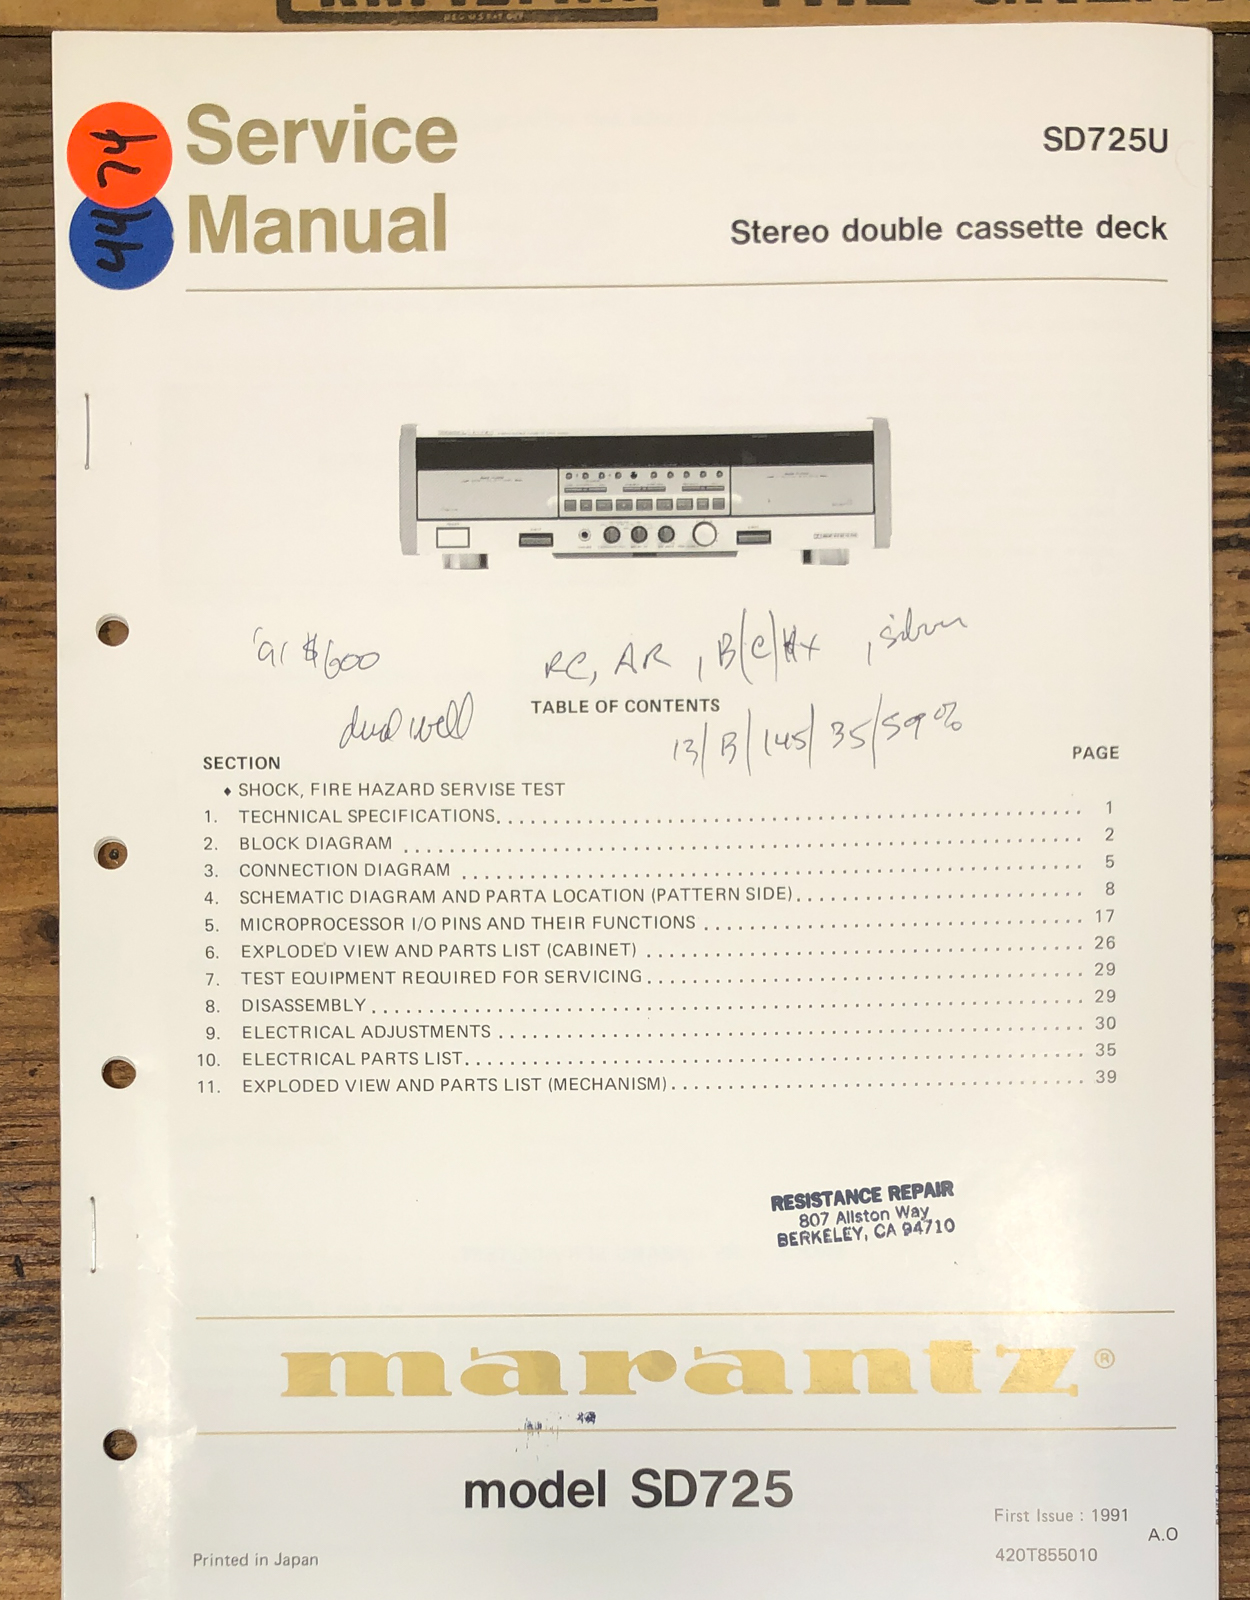 Service
Manual
SD725U
Stereo double cassette deck
74
44
'91 $600
RC, AR, B/C/Hx, silver
dual well
13/B/145/35/59%
TABLE OF CONTENTS
SECTION PAGE
♦ SHOCK, FIRE HAZARD SERVISE TEST
1. TECHNICAL SPECIFICATIONS. 1
2. BLOCK DIAGRAM 2
3. CONNECTION DIAGRAM 5
4. SCHEMATIC DIAGRAM AND PARTA LOCATION (PATTERN SIDE). 8
5. MICROPROCESSOR I/O PINS AND THEIR FUNCTIONS 17
6. EXPLODED VIEW AND PARTS LIST (CABINET) 26
7. TEST EQUIPMENT REQUIRED FOR SERVICING. 29
8. DISASSEMBLY 29
9. ELECTRICAL ADJUSTMENTS 30
10. ELECTRICAL PARTS LIST. 35
11. EXPLODED VIEW AND PARTS LIST (MECHANISM). 39
RESISTANCE REPAIR
807 Allston Way
BERKELEY, CA 94710
marantz®
model SD725
First Issue : 1991
A.O
420T855010
Printed in Japan